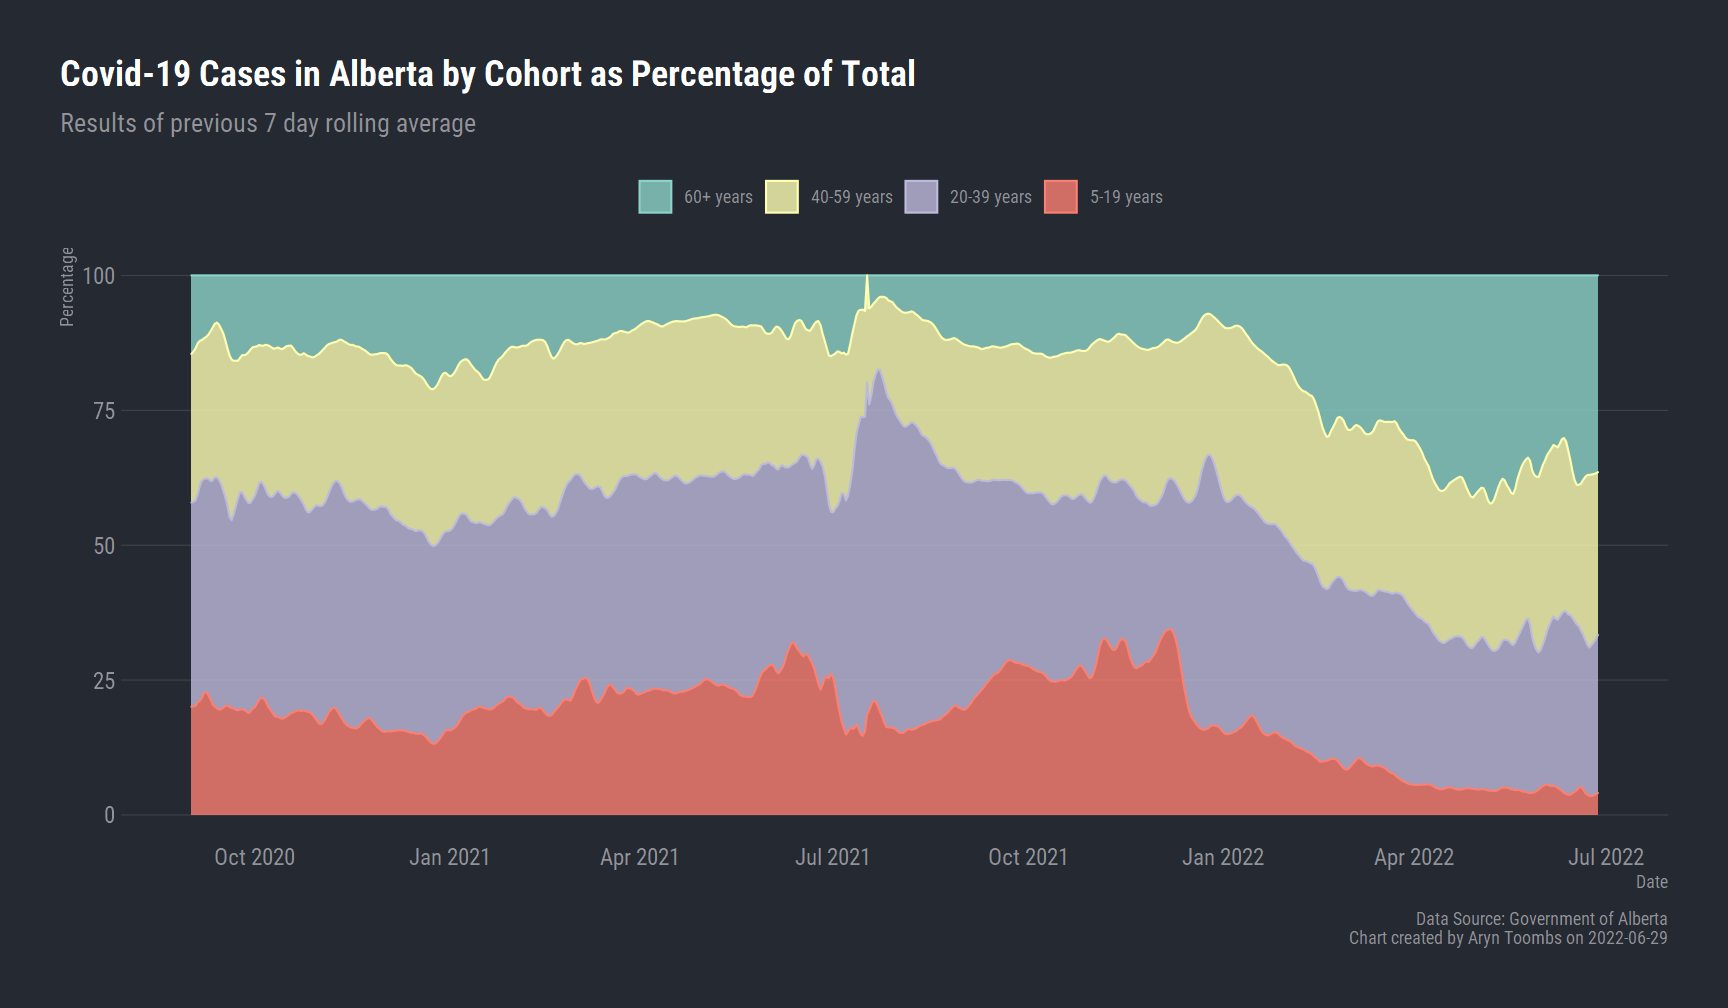 Covid-19 Cases in Alberta by Cohort as Percentage of Total
Results of previous 7 day rolling average
60+ years 40-59 years 20-39 years 5-19 years
Percentage
100
75
50
25
0
Oct 2020 Jan 2021 Apr 2021 Jul 2021 Oct 2021 Jan 2022 Apr 2022 Jul 2022
Date
Data Source: Government of Alberta
Chart created by Aryn Toombs on 2022-06-29